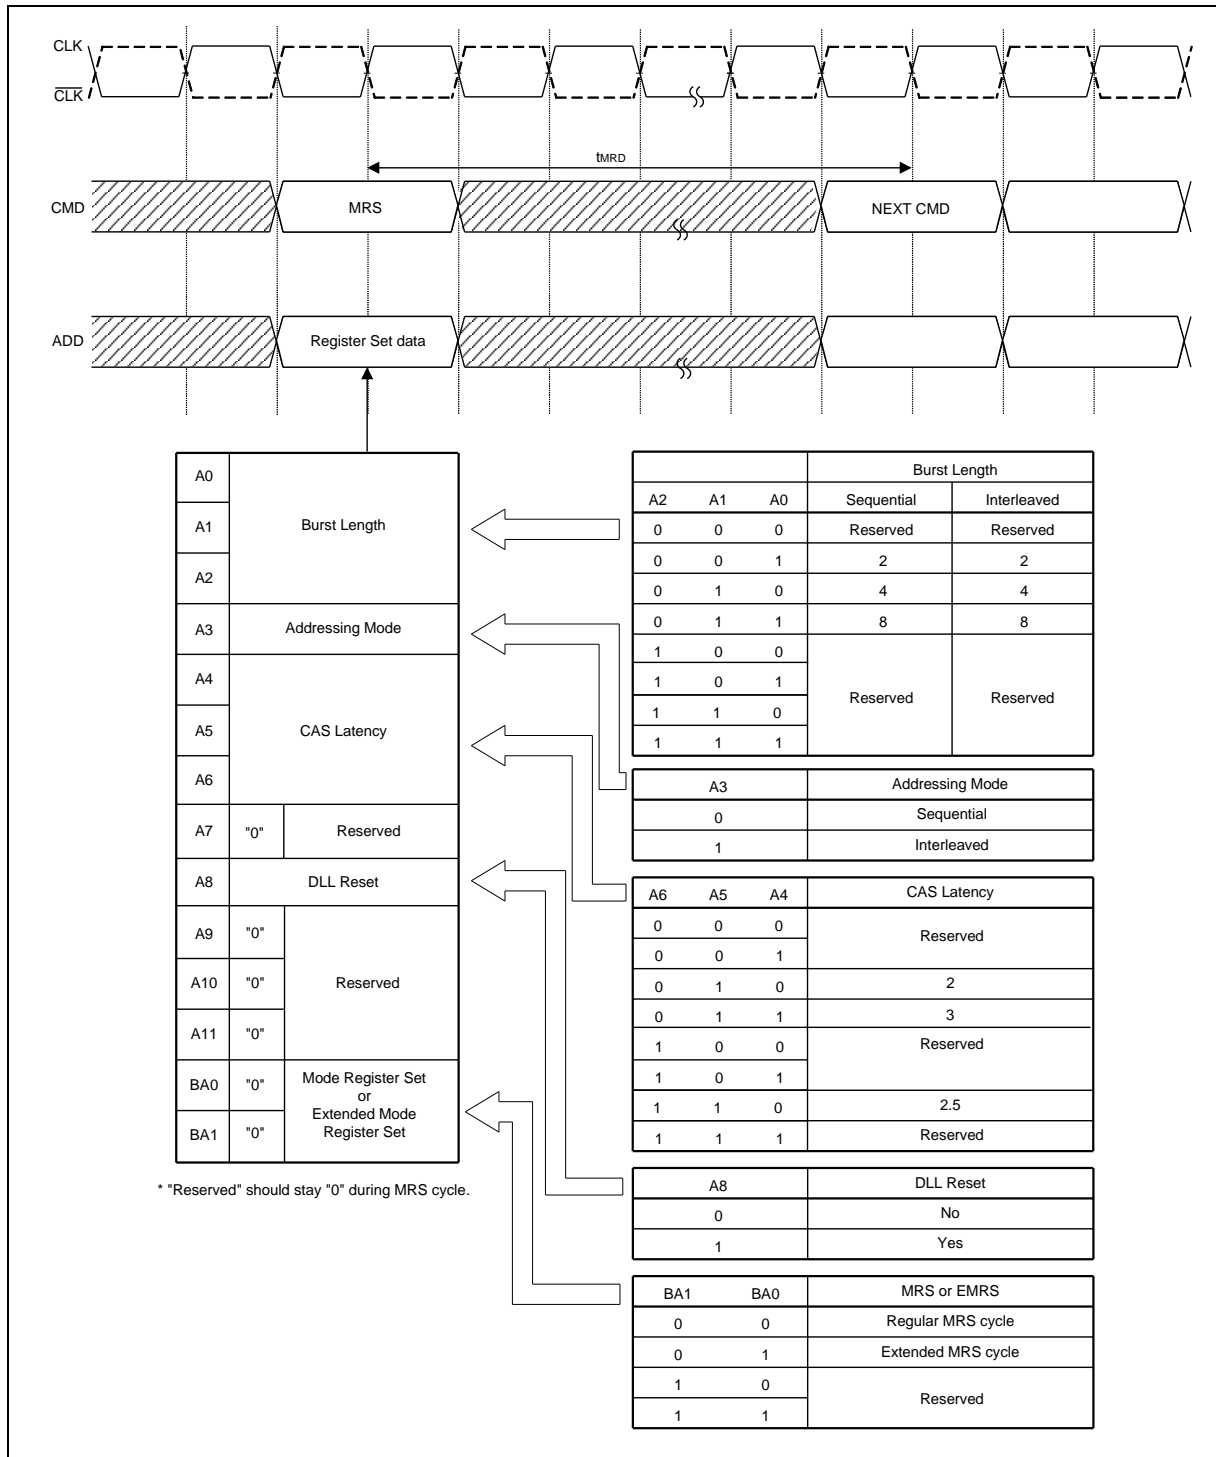 CLK
CLK
tMRD
CMD
MRS
NEXT CMD
ADD
Register Set data
A0
A1
Burst Length
A2
A3 Addressing Mode
A4
A5 CAS Latency
A6
A7 "0" Reserved
A8 DLL Reset
A9 "0"
A10 "0" Reserved
A11 "0"
BA0 "0"
BA1 "0"
Mode Register Set
or
Extended Mode
Register Set
* "Reserved" should stay "0" during MRS cycle.
Burst Length
A2 A1 A0 Sequential Interleaved
0 0 0 Reserved Reserved
0 0 1 2 2
0 1 0 4 4
0 1 1 8 8
1 0 0
1 0 1
Reserved Reserved
1 1 0
1 1 1
A3 Addressing Mode
0 Sequential
1 Interleaved
A6 A5 A4 CAS Latency
0 0 0
Reserved
0 0 1
0 1 0 2
0 1 1 3
1 0 0 Reserved
1 0 1
1 1 0 2.5
1 1 1 Reserved
A8 DLL Reset
0 No
1 Yes
BA1 BA0 MRS or EMRS
0 0 Regular MRS cycle
0 1 Extended MRS cycle
1 0
Reserved
1 1